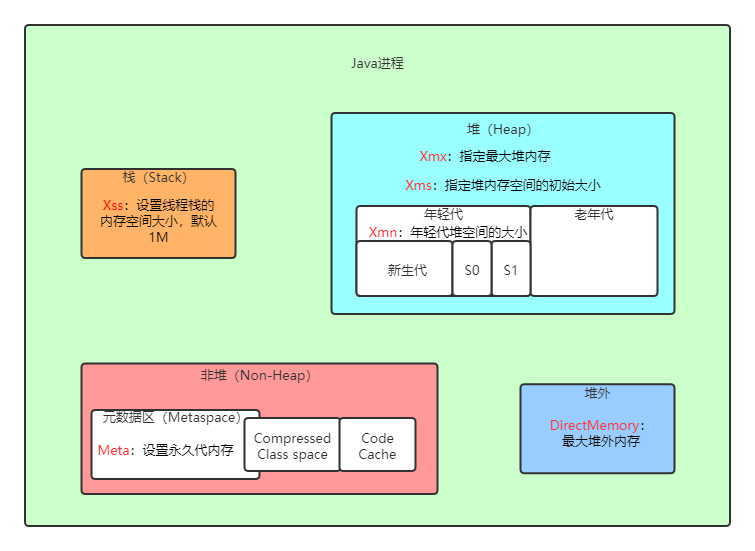 Java进程
堆（Heap）
Xmx：指定最大堆内存
Xms：指定堆内存空间的初始大小
年轻代
Xmn：年轻代堆空间的大小
新生代
S0
S1
老年代
栈（Stack）
Xss：设置线程栈的
内存空间大小，默认
1M
非堆（Non-Heap）
元数据区（Metaspace）
Meta：设置永久代内存
Compressed
Class space
Code
Cache
堆外
DirectMemory：
最大堆外内存